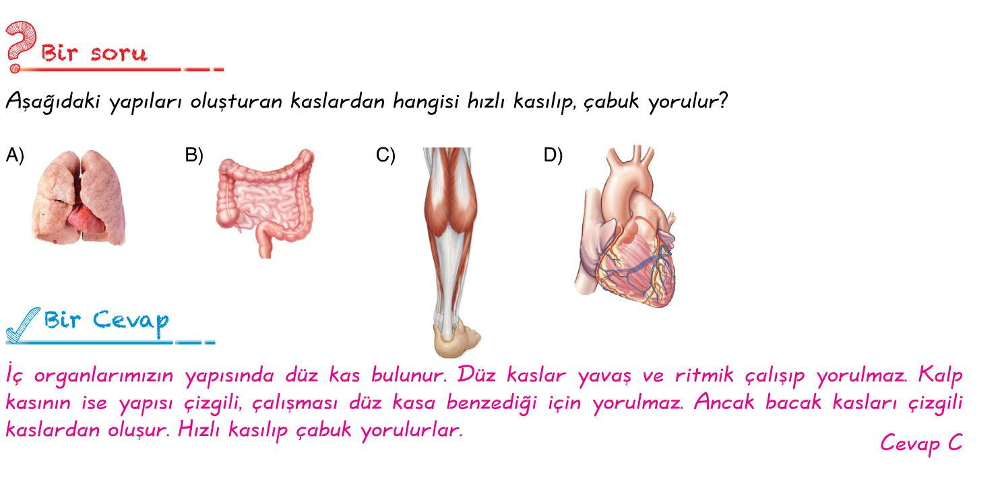 ? Bir soru
Aşağıdaki yapıları oluşturan kaslardan hangisi hızlı kasılıp, çabuk yorulur?
A) B) C) D)
Bir Cevap
İç organlarımızın yapısında düz kas bulunur. Düz kaslar yavaş ve ritmik çalışıp yorulmaz. Kalp
kasının ise yapısı çizgili, çalışması düz kasa benzediği için yorulmaz. Ancak bacak kasları çizgili
kaslardan oluşur. Hızlı kasılıp çabuk yorulurlar.
Cevap C